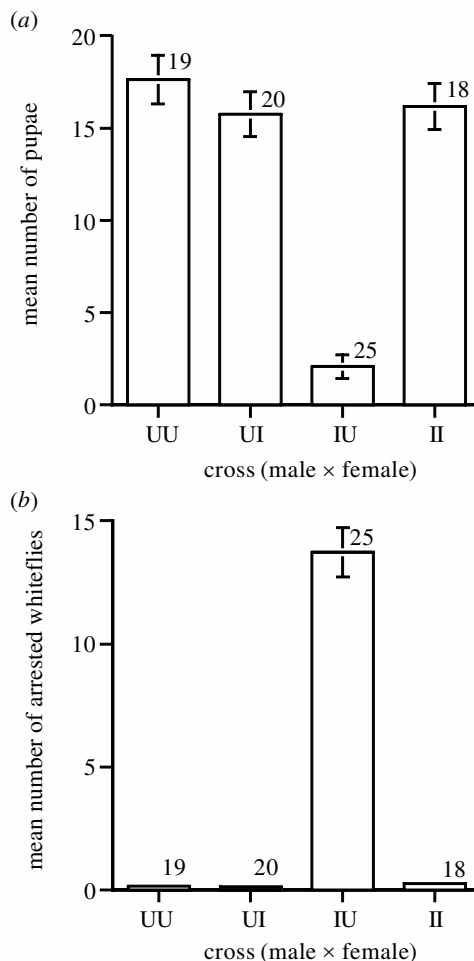 (a)
20
15
10
5
0
mean number of pupae
19
20
25
18
UU UI IU II
cross (male × female)
(b)
15
10
5
0
mean number of arrested whiteflies
19
20
25
18
UU UI IU II
cross (male × female)